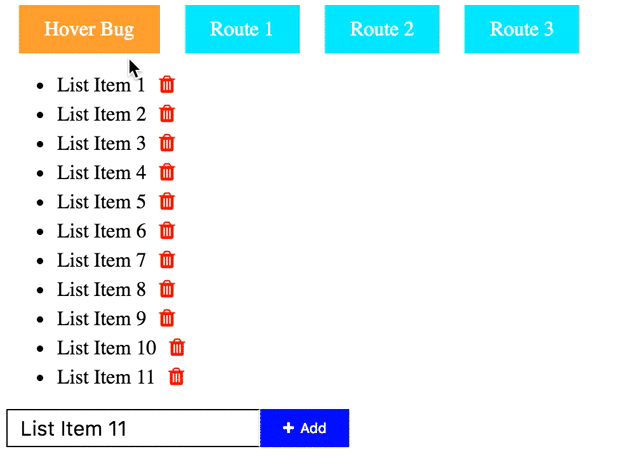 Hover Bug Route 1 Route 2 Route 3
List Item 1
List Item 2
List Item 3
List Item 4
List Item 5
List Item 6
List Item 7
List Item 8
List Item 9
List Item 10
List Item 11
List Item 11 + Add